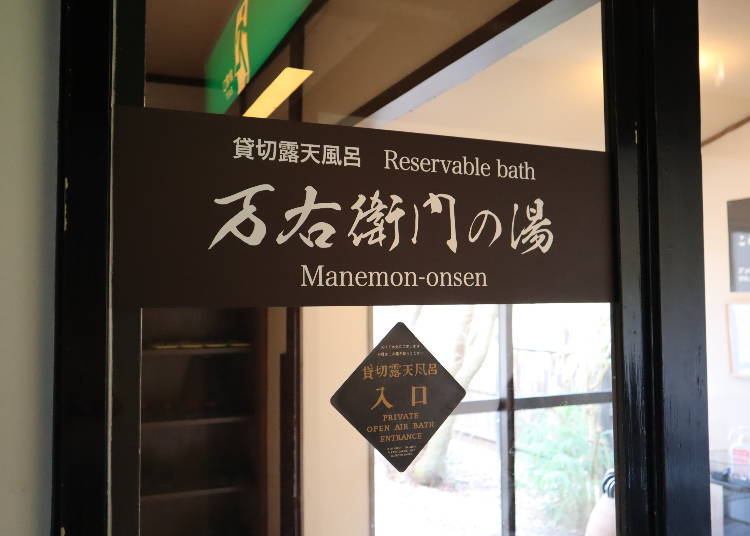 貸切露天風呂 Reservable bath
万右衛門の湯
Manemon-onsen
貸切露天風呂
入口
PRIVATE
OPEN AIR BATH
ENTRANCE